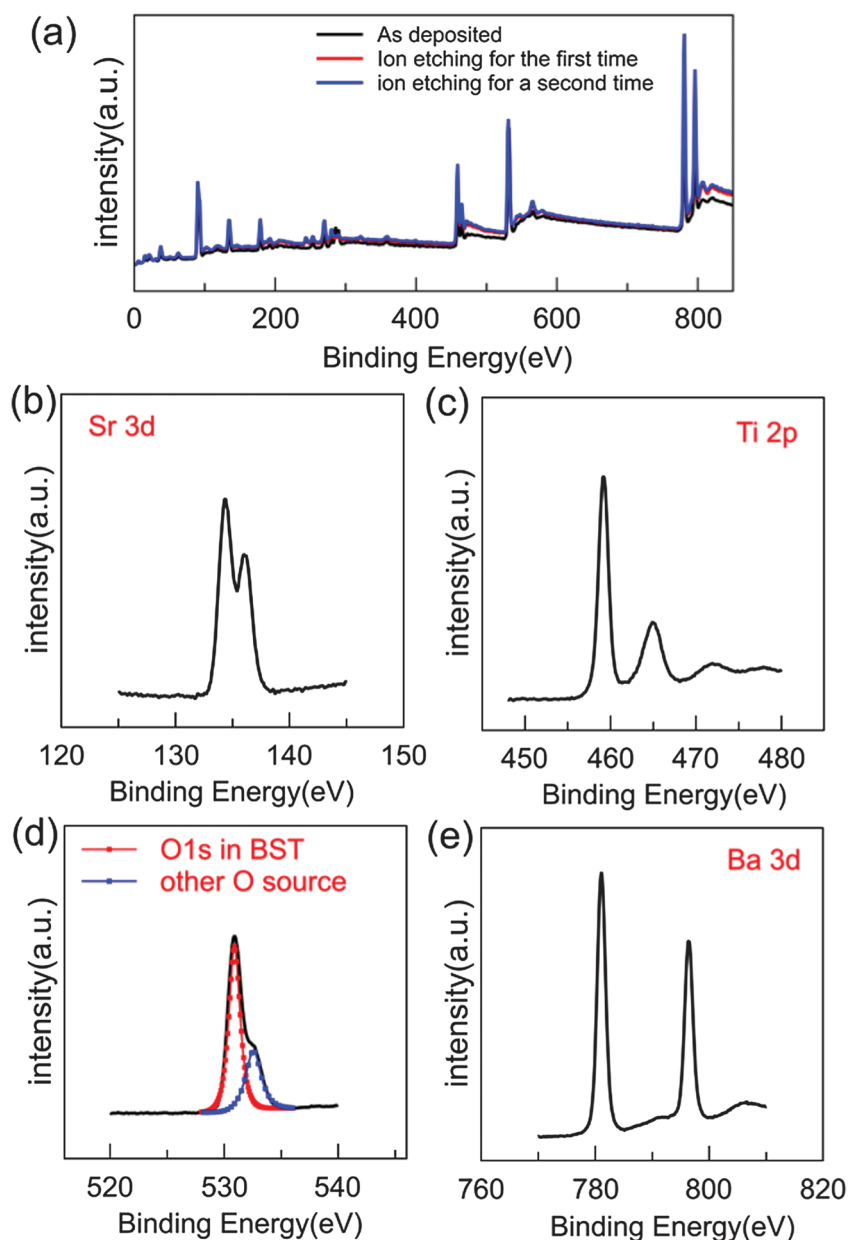 (a)
As deposited
Ion etching for the first time
ion etching for a second time
intensity(a.u.)
0 200 400 600 800
Binding Energy(eV)
(b)
Sr 3d
intensity(a.u.)
120 130 140 150
Binding Energy(eV)
(c)
Ti 2p
intensity(a.u.)
450 460 470 480
Binding Energy(eV)
(d)
O1s in BST
other O source
intensity(a.u.)
520 530 540
Binding Energy(eV)
(e)
Ba 3d
intensity(a.u.)
760 780 800 820
Binding Energy(eV)